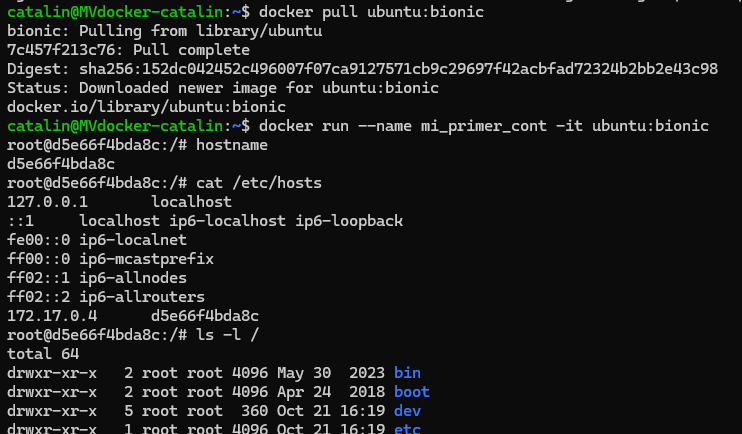 catalin@MVdocker-catalin:~$ docker pull ubuntu:bionic
bionic: Pulling from library/ubuntu
7c457f213c76: Pull complete
Digest: sha256:152dc042452c496007f07ca9127571cb9c29697f42acbfad72324b2bb2e43c98
Status: Downloaded newer image for ubuntu:bionic
docker.io/library/ubuntu:bionic
catalin@MVdocker-catalin:~$ docker run --name mi_primer_cont -it ubuntu:bionic
root@d5e66f4bda8c:/# hostname
d5e66f4bda8c
root@d5e66f4bda8c:/# cat /etc/hosts
127.0.0.1       localhost
::1     localhost ip6-localhost ip6-loopback
fe00::0 ip6-localnet
ff00::0 ip6-mcastprefix
ff02::1 ip6-allnodes
ff02::2 ip6-allrouters
172.17.0.4      d5e66f4bda8c
root@d5e66f4bda8c:/# ls -l /
total 64
drwxr-xr-x   2 root root 4096 May 30  2023 bin
drwxr-xr-x   2 root root 4096 Apr 24  2018 boot
drwxr-xr-x   5 root root  360 Oct 21 16:19 dev
drwxr-xr-x   1 root root 4096 Oct 21 16:19 etc